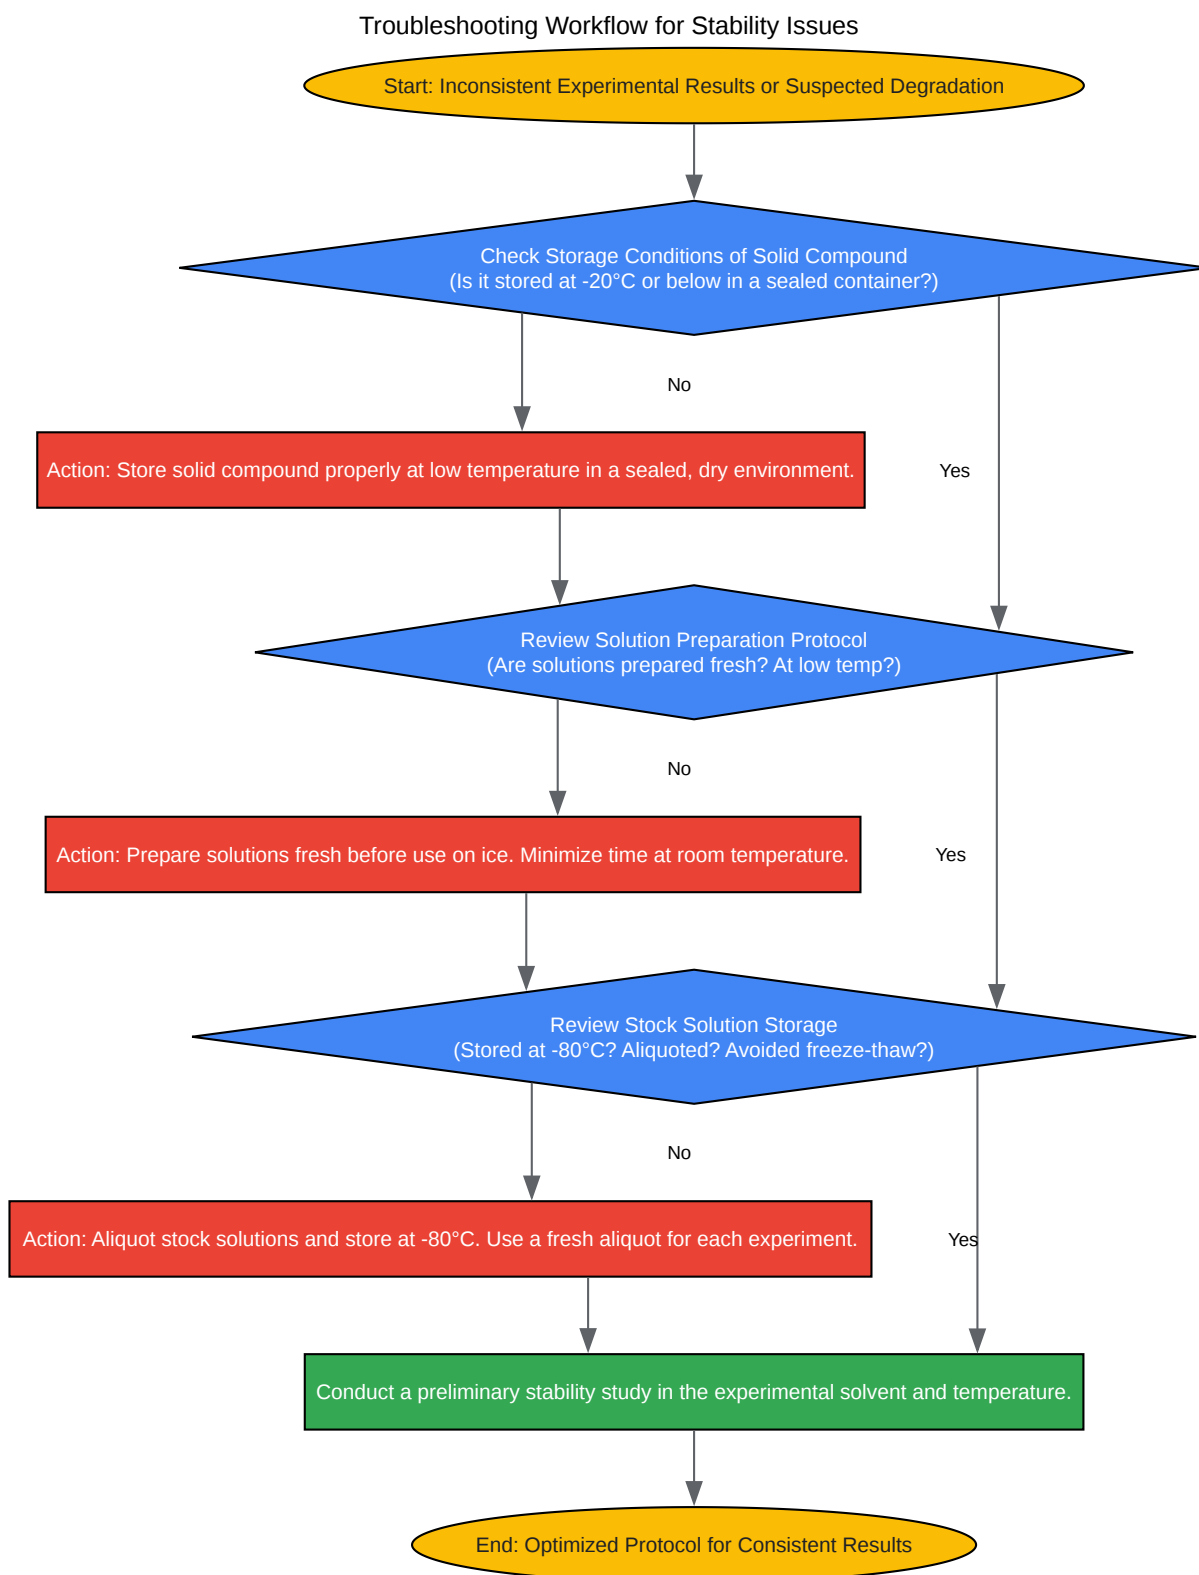 Troubleshooting Workflow for Stability Issues
Start: Inconsistent Experimental Results or Suspected Degradation
Check Storage Conditions of Solid Compound
(Is it stored at -20°C or below in a sealed container?)
No
Action: Store solid compound properly at low temperature in a sealed, dry environment.
Yes
Review Solution Preparation Protocol
(Are solutions prepared fresh? At low temp?)
No
Action: Prepare solutions fresh before use on ice. Minimize time at room temperature.
Yes
Review Stock Solution Storage
(Stored at -80°C? Aliquoted? Avoided freeze-thaw?)
No
Action: Aliquot stock solutions and store at -80°C. Use a fresh aliquot for each experiment.
Yes
Conduct a preliminary stability study in the experimental solvent and temperature.
End: Optimized Protocol for Consistent Results